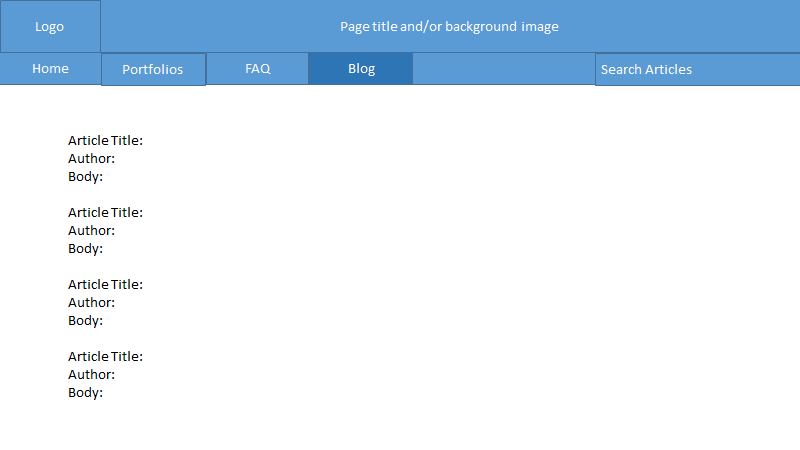 Logo
Page title and/or background image
Home
Portfolios
FAQ
Blog
Search Articles
Article Title:
Author:
Body:
Article Title:
Author:
Body:
Article Title:
Author:
Body:
Article Title:
Author:
Body: